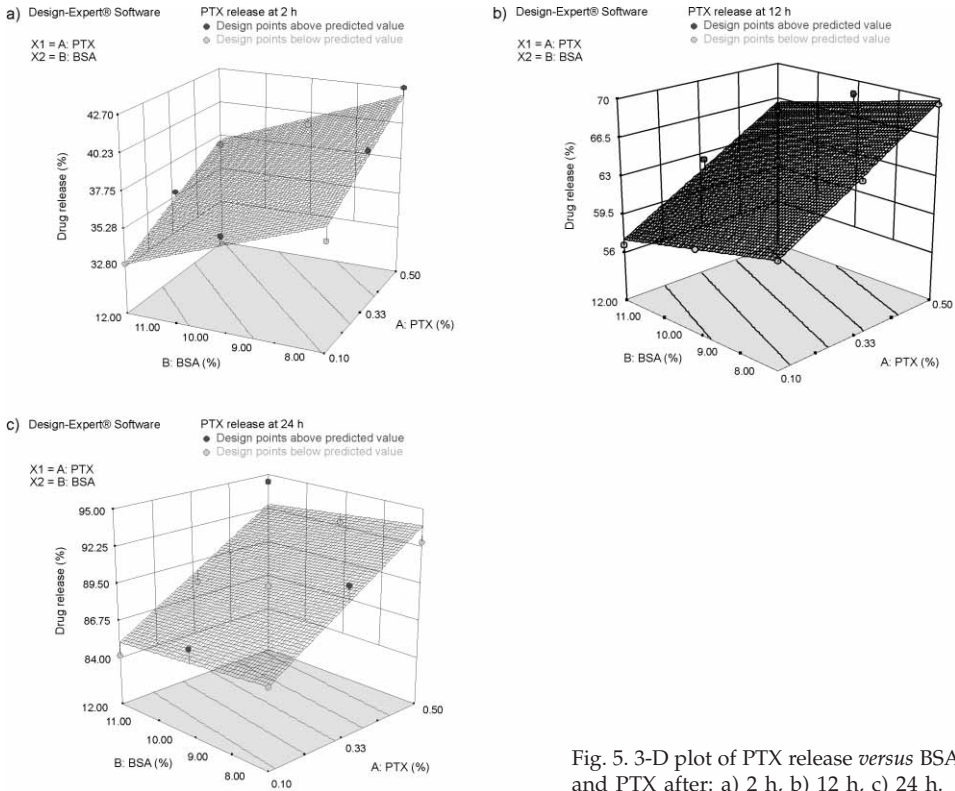 a) Design-Expert® Software
PTX release at 2 h
● Design points above predicted value
○ Design points below predicted value
X1 = A: PTX
X2 = B: BSA
42.70
40.23
37.75
35.28
32.80
Drug release (%)
12.00
11.00
10.00
9.00
8.00
B: BSA (%)
0.50
0.33
0.10
A: PTX (%)
b) Design-Expert® Software
PTX release at 12 h
● Design points above predicted value
○ Design points below predicted value
X1 = A: PTX
X2 = B: BSA
70
66.5
63
59.5
56
Drug release (%)
12.00
11.00
10.00
9.00
8.00
B: BSA (%)
0.50
0.33
0.10
A: PTX (%)
c) Design-Expert® Software
PTX release at 24 h
● Design points above predicted value
○ Design points below predicted value
X1 = A: PTX
X2 = B: BSA
95.00
92.25
89.50
86.75
84.00
Drug release (%)
12.00
11.00
10.00
9.00
8.00
B: BSA (%)
0.50
0.33
0.10
A: PTX (%)
Fig. 5. 3-D plot of PTX release versus BSA
and PTX after: a) 2 h, b) 12 h, c) 24 h.